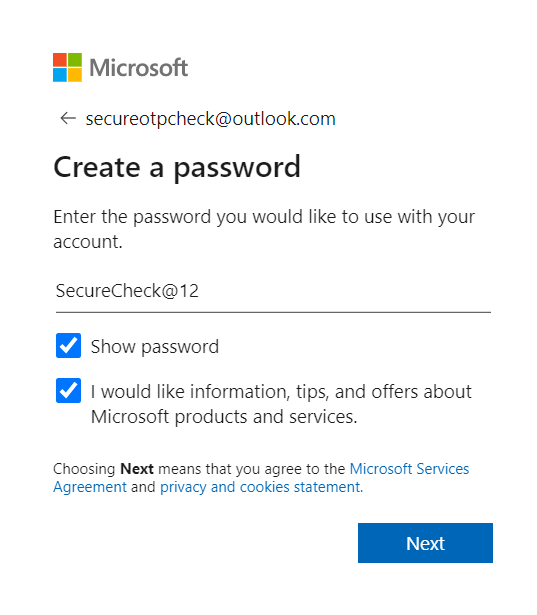 Microsoft
secureotpcheck@outlook.com
Create a password
Enter the password you would like to use with your
account.
SecureCheck@12
Show password
I would like information, tips, and offers about
Microsoft products and services.
Choosing Next means that you agree to the Microsoft Services
Agreement and privacy and cookies statement.
Next